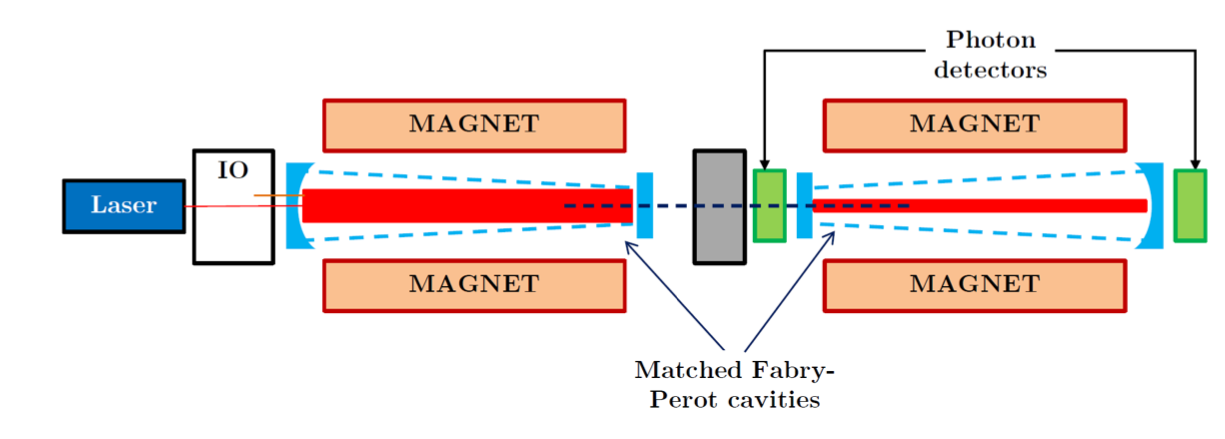 Photon
detectors
MAGNET
MAGNET
IO
Laser
MAGNET
MAGNET
Matched Fabry-
Perot cavities